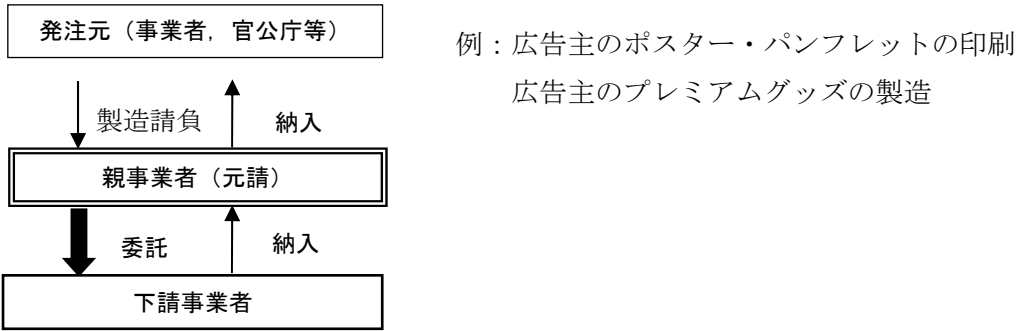 発注元（事業者，官公庁等）
例：広告主のポスター・パンフレットの印刷
広告主のプレミアムグッズの製造
製造請負
納入
親事業者（元請）
委託
納入
下請事業者